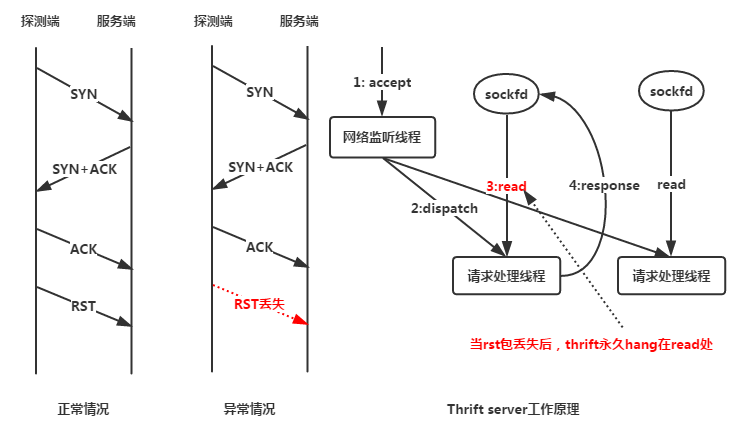 探测端
服务端
SYN
SYN+ACK
ACK
RST
正常情况
探测端
服务端
SYN
SYN+ACK
ACK
RST丢失
异常情况
1: accept
网络监听线程
sockfd
sockfd
2:dispatch
3:read
4:response
read
请求处理线程
请求处理线程
当rst包丢失后，thrift永久hang在read处
Thrift server工作原理